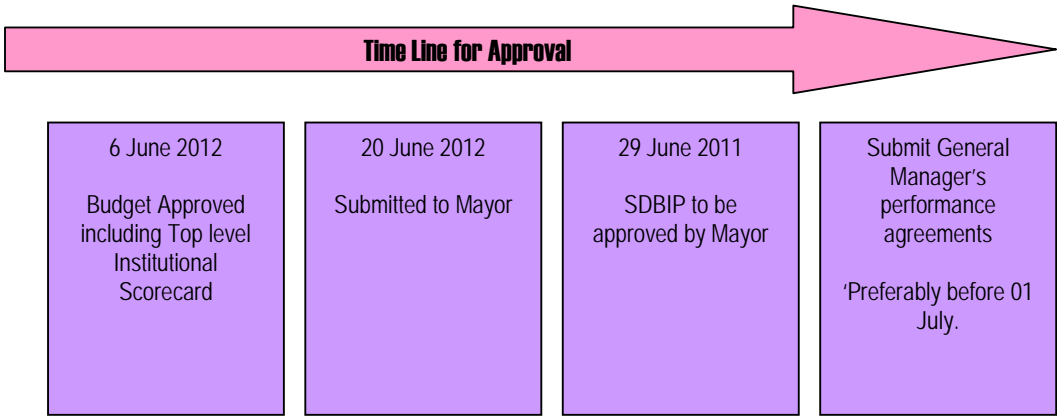 Time Line for Approval
6 June 2012
Budget Approved
including Top level
Institutional
Scorecard
20 June 2012
Submitted to Mayor
29 June 2011
SDBIP to be
approved by Mayor
Submit General
Manager’s
performance
agreements
‘Preferably before 01
July.